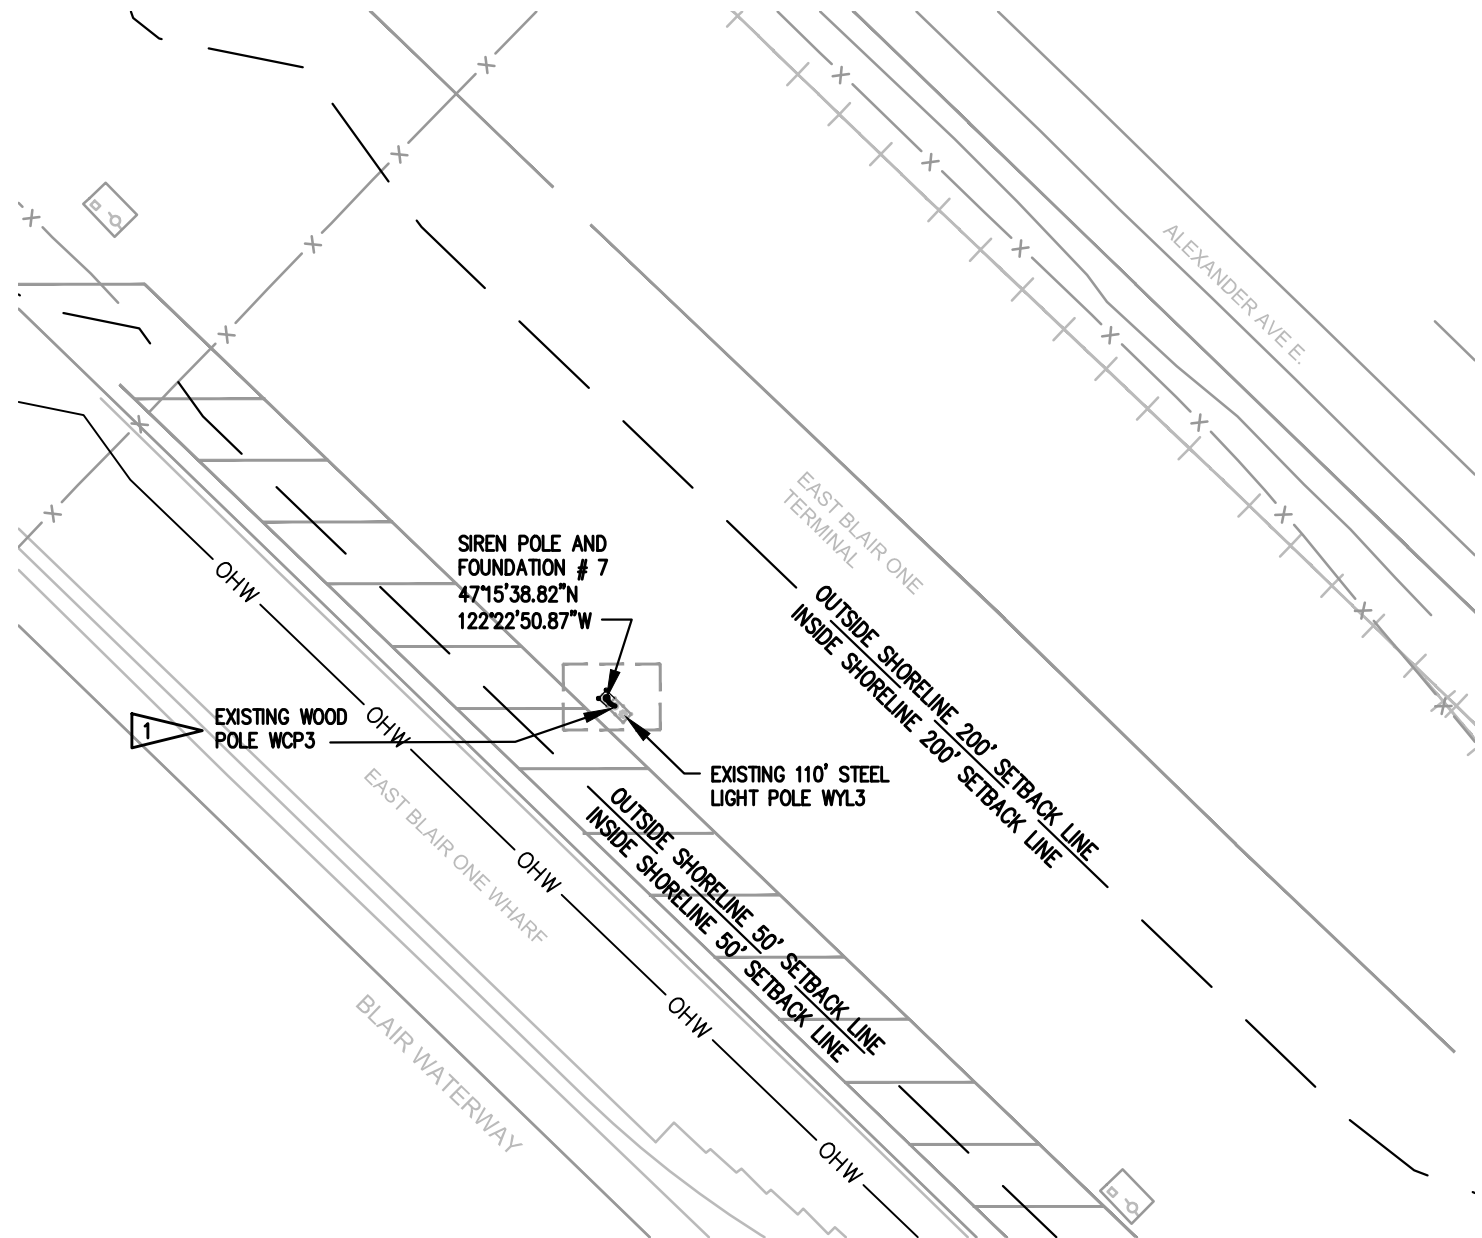 ALEXANDER AVE E.
EAST BLAIR ONE
TERMINAL
SIREN POLE AND
FOUNDATION # 7
47°15'38.82"N
122°22'50.87"W
OHW
OUTSIDE SHORELINE 200' SETBACK LINE
INSIDE SHORELINE 200' SETBACK LINE
1
EXISTING WOOD
POLE WCP3
OHW
EXISTING 110' STEEL
LIGHT POLE WYL3
EAST BLAIR ONE WHARF
OUTSIDE SHORELINE 50' SETBACK LINE
INSIDE SHORELINE 50' SETBACK LINE
OHW
BLAIR WATERWAY
OHW
OHW